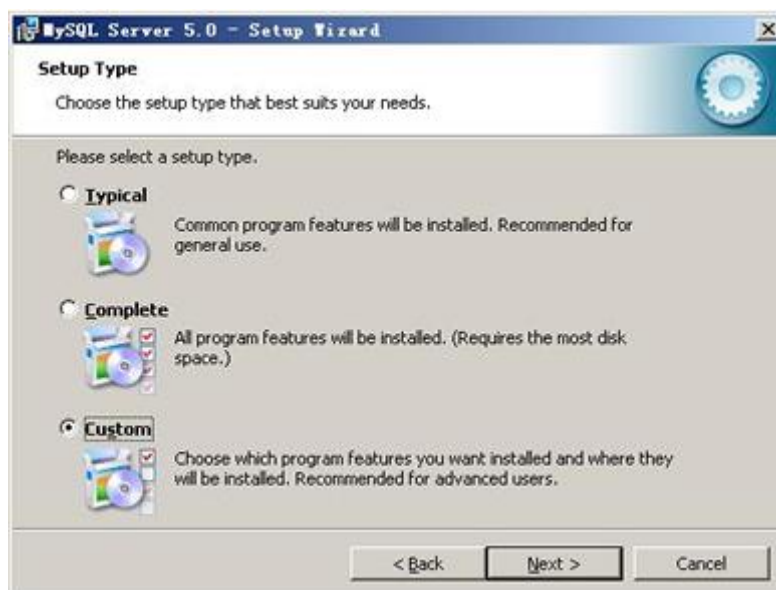 MySQL Server 5.0 - Setup Wizard
Setup Type
Choose the setup type that best suits your needs.
Please select a setup type.
Typical
Common program features will be installed. Recommended for
general use.
Complete
All program features will be installed. (Requires the most disk
space.)
Custom
Choose which program features you want installed and where they
will be installed. Recommended for advanced users.
< Back
Next >
Cancel